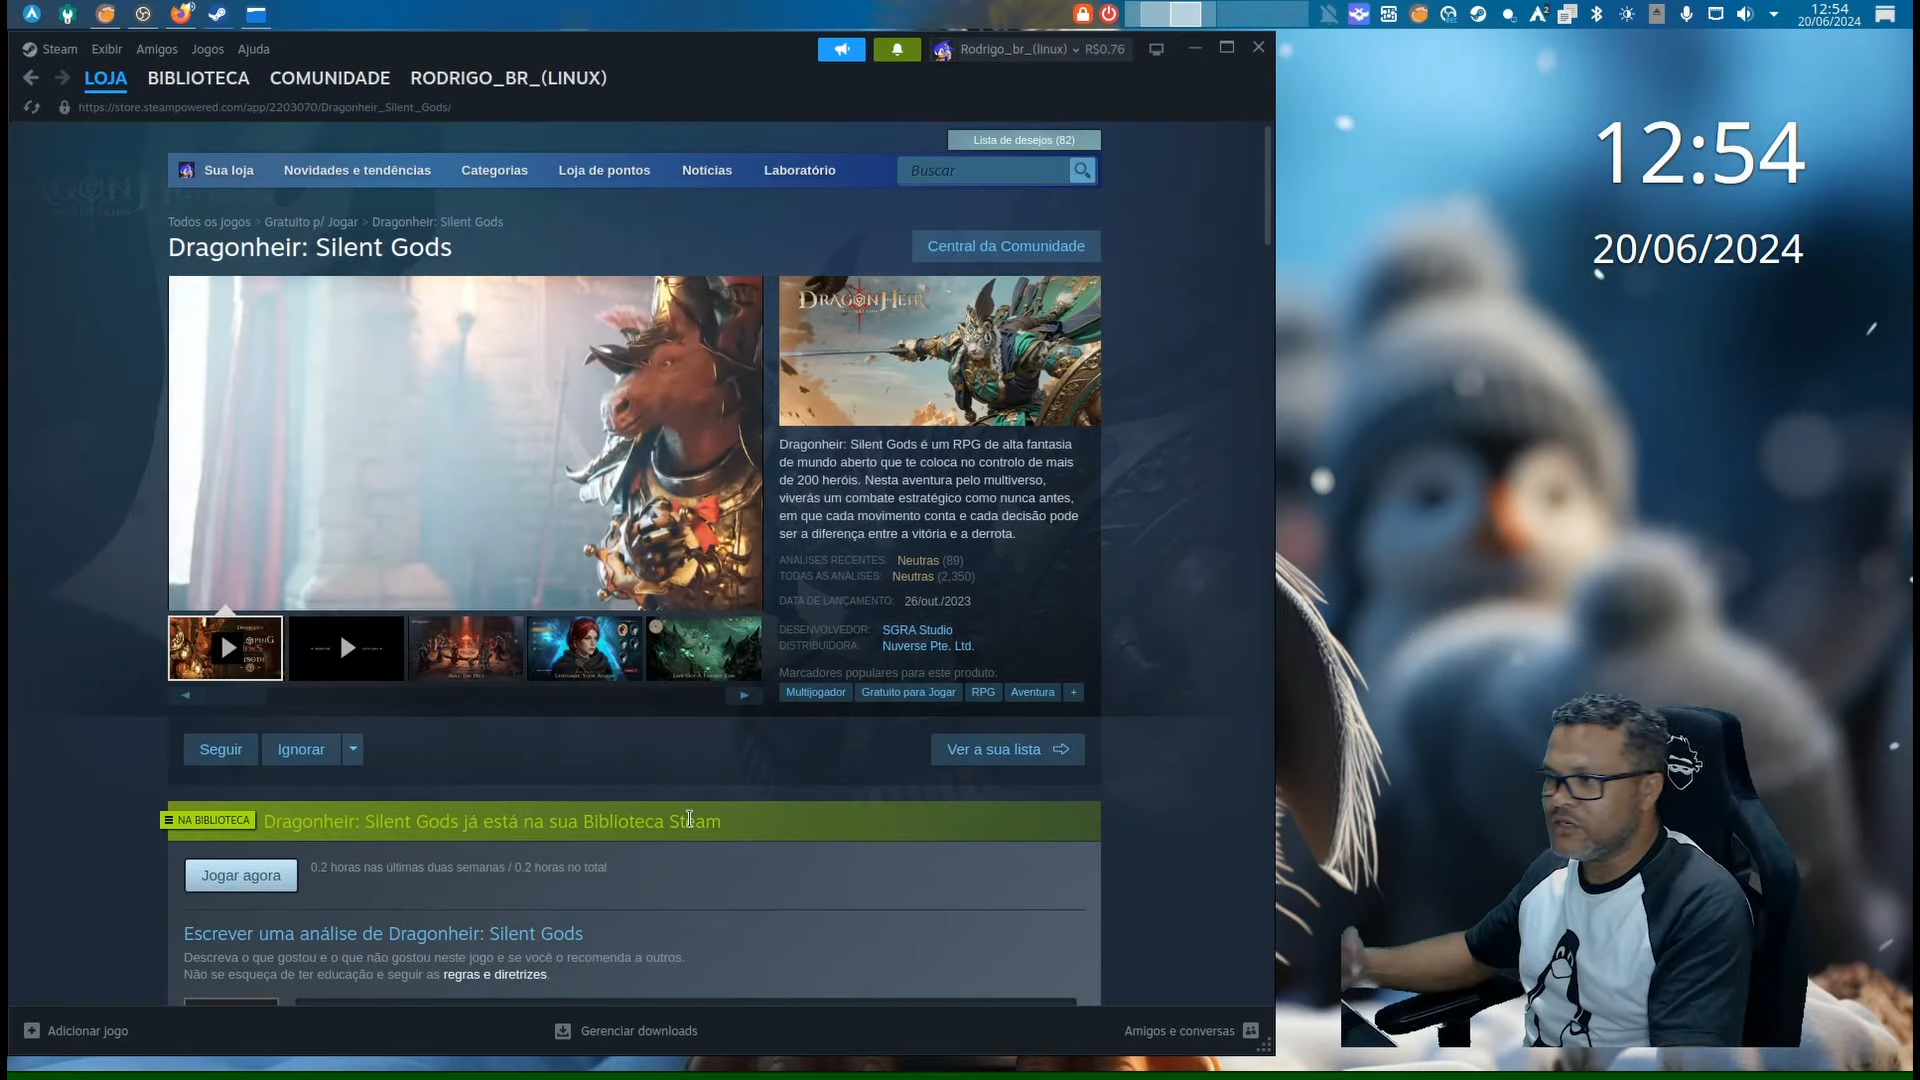 12:54
20/06/2024
Steam Exibir Amigos Jogos Ajuda
Rodrigo_br_(linux) R$0,76
LOJA BIBLIOTECA COMUNIDADE RODRIGO_BR_(LINUX)
https://store.steampowered.com/app/2203070/Dragonheir_Silent_Gods/
Lista de desejos (82)
Sua loja Novidades e tendências Categorias Loja de pontos Notícias Laboratório Buscar
Todos os jogos > Gratuito p/ Jogar > Dragonheir: Silent Gods
Dragonheir: Silent Gods
Central da Comunidade
DRAGONHEIR
Dragonheir: Silent Gods é um RPG de alta fantasia
de mundo aberto que te coloca no controlo de mais
de 200 heróis. Nesta aventura pelo multiverso,
viverás um combate estratégico como nunca antes,
em que cada movimento conta e cada decisão pode
ser a diferença entre a vitória e a derrota.
ANÁLISES RECENTES: Neutras (89)
TODAS AS ANÁLISES: Neutras (2,350)
DATA DE LANÇAMENTO: 26/out./2023
DESENVOLVEDOR: SGRA Studio
DISTRIBUIDORA: Nuverse Pte. Ltd.
Marcadores populares para este produto:
Multijogador Gratuito para Jogar RPG Aventura +
Seguir Ignorar
Ver a sua lista
NA BIBLIOTECA
Dragonheir: Silent Gods já está na sua Biblioteca Steam
Jogar agora
0.2 horas nas últimas duas semanas / 0.2 horas no total
Escrever uma análise de Dragonheir: Silent Gods
Descreva o que gostou e o que não gostou neste jogo e se você o recomenda a outros.
Não se esqueça de ter educação e seguir as regras e diretrizes.
Adicionar jogo
Gerenciar downloads
Amigos e conversas
12:54
20/06/2024